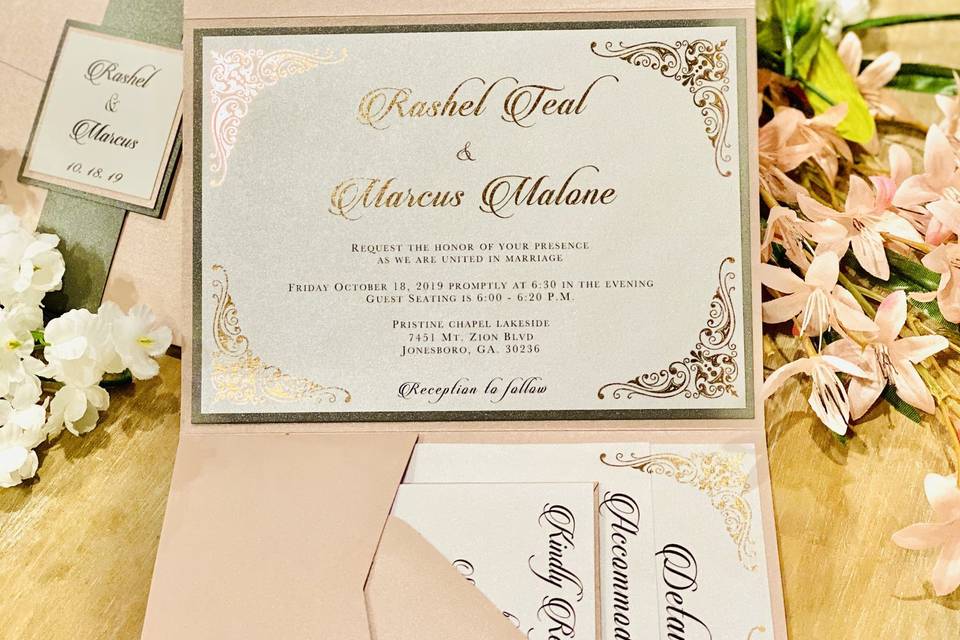 Rashel
&
Marcus
10.18.19
Rashel Teal
&
Marcus Malone
Request the honor of your presence
as we are united in marriage
Friday October 18, 2019 promptly at 6:30 in the evening
Guest Seating is 6:00 - 6:20 P.M.
Pristine chapel lakeside
7451 Mt. Zion Blvd
Jonesboro, GA. 30236
Reception to follow
Kindly